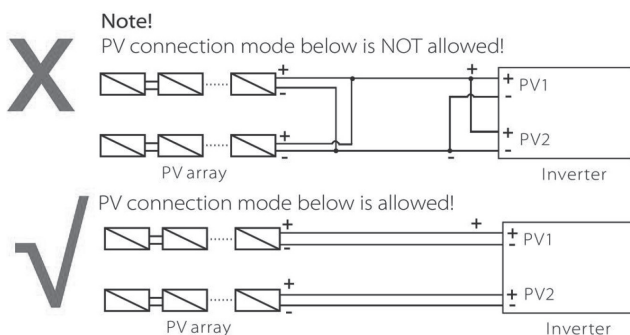 Note!
PV connection mode below is NOT allowed!
X
+
-
+
-
+
-
+ PV1
-
+ PV2
-
PV array
Inverter
PV connection mode below is allowed!
√
+
-
+
-
+
+ PV1
-
+ PV2
-
PV array
Inverter